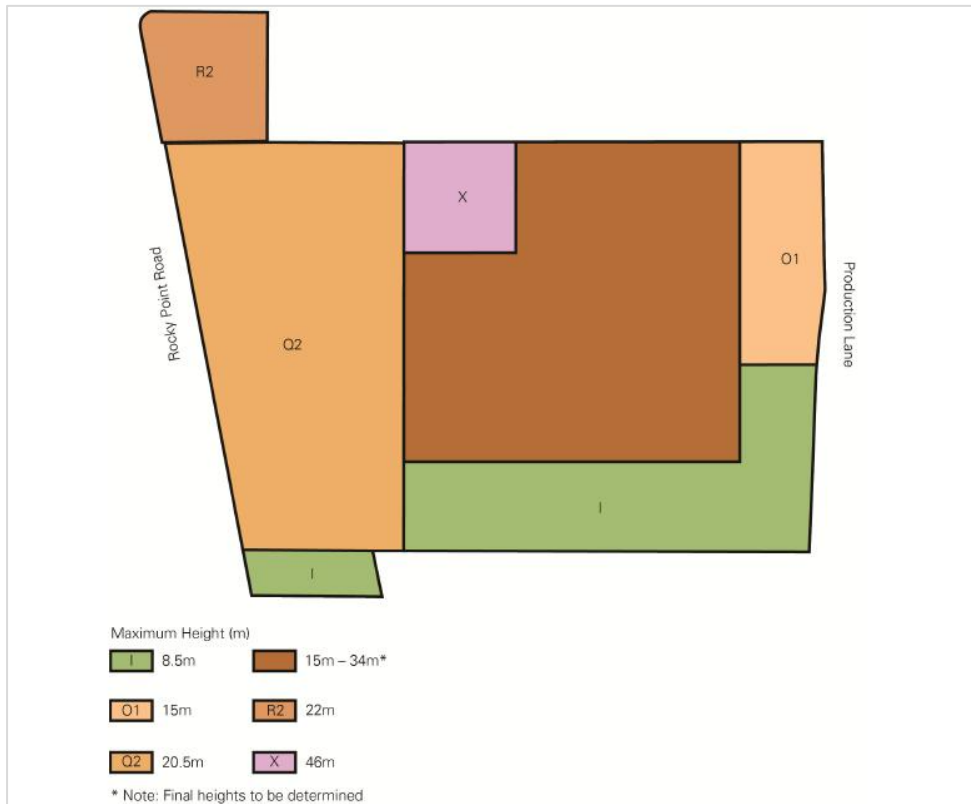 R2
X
O1
Rocky Point Road
Production Lane
Q2
I
I
Maximum Height (m)
I 8.5m 15m – 34m*
O1 15m R2 22m
Q2 20.5m X 46m
* Note: Final heights to be determined